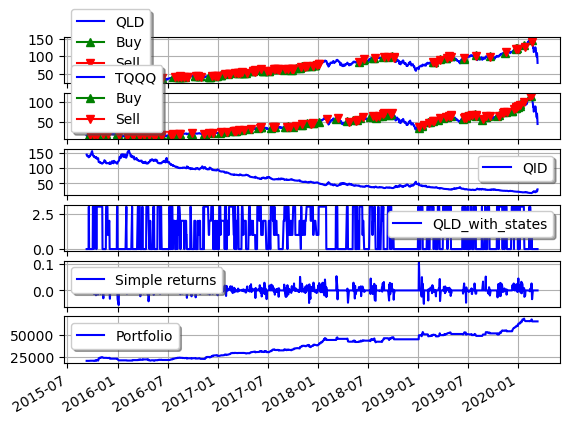 QLD
Buy
Sell
150
100
50
TQQQ
Buy
Sell
100
50
150
100
50
QID
2.5
0.0
QLD_with_states
0.1
0.0
Simple returns
50000
25000
Portfolio
2015-07
2016-01
2016-07
2017-01
2017-07
2018-01
2018-07
2019-01
2019-07
2020-01